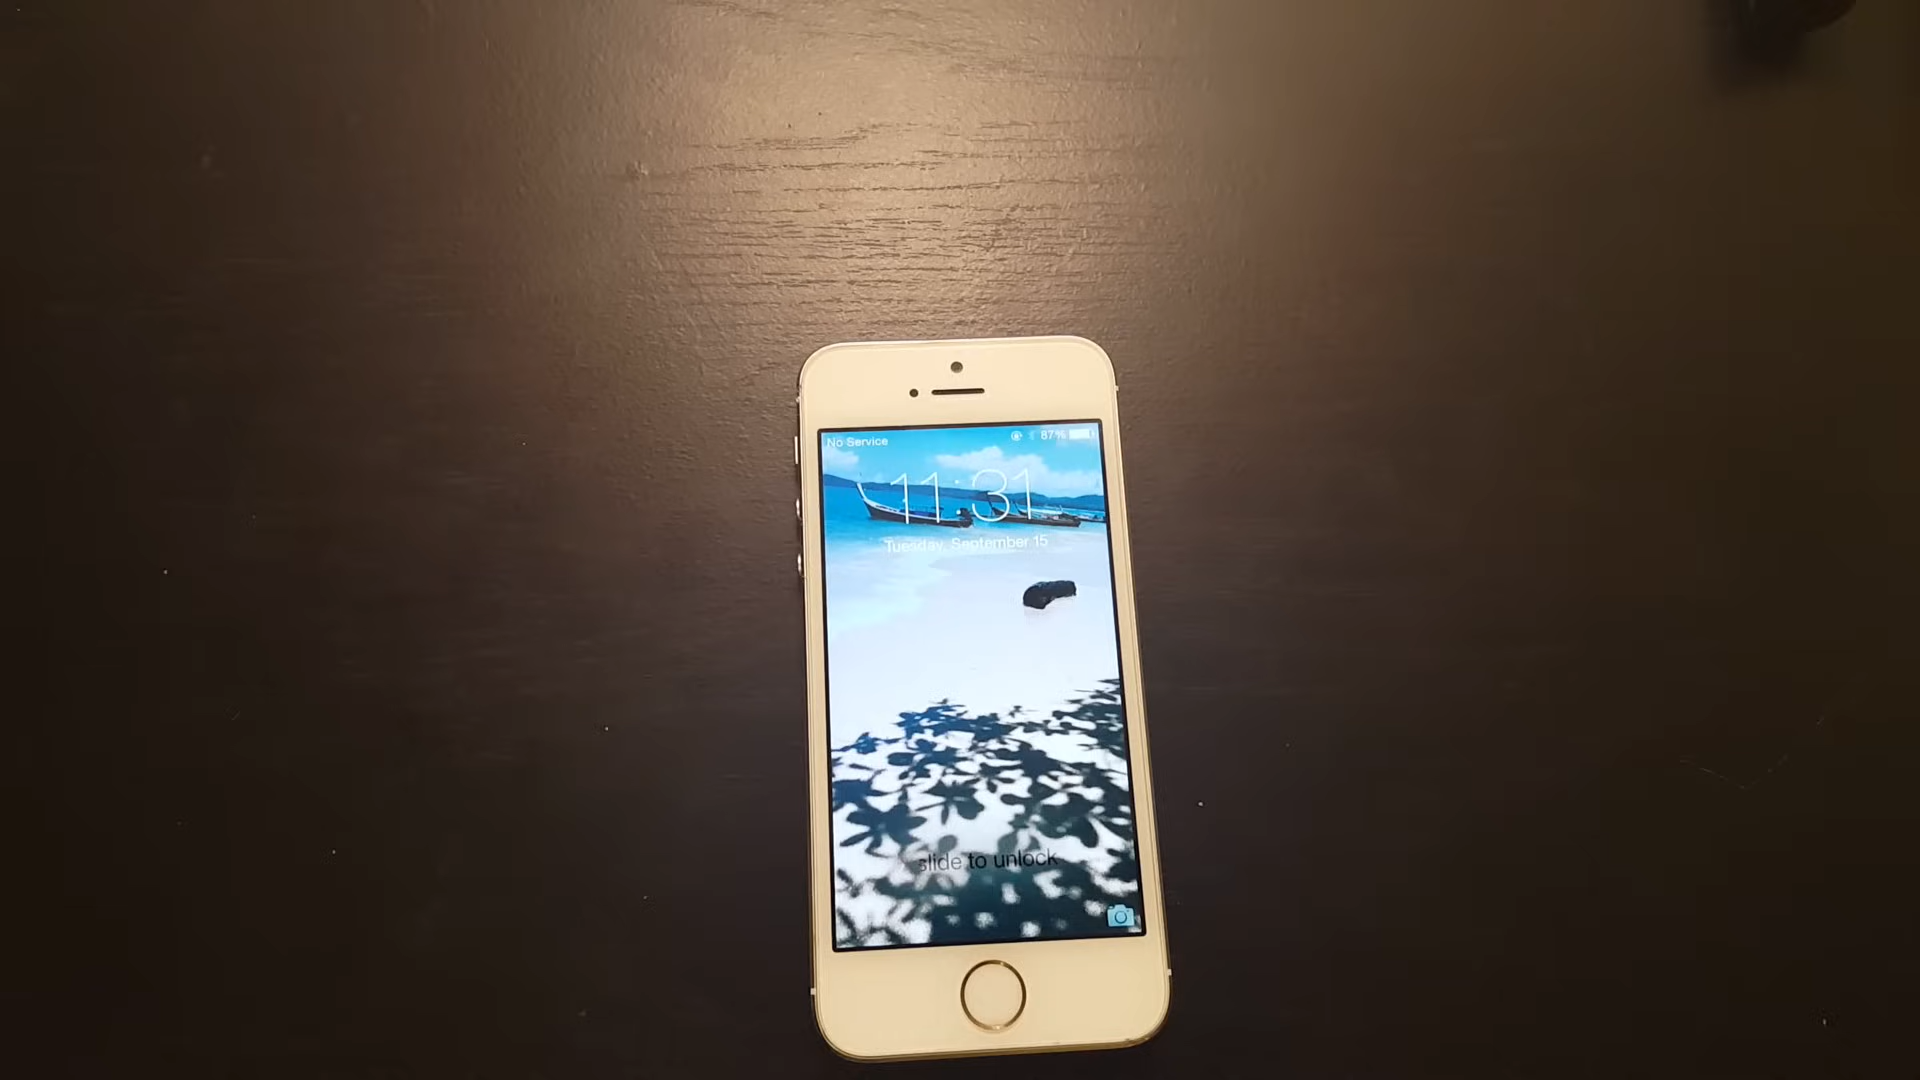 No Service 87%
11:31
Tuesday, September 15
slide to unlock